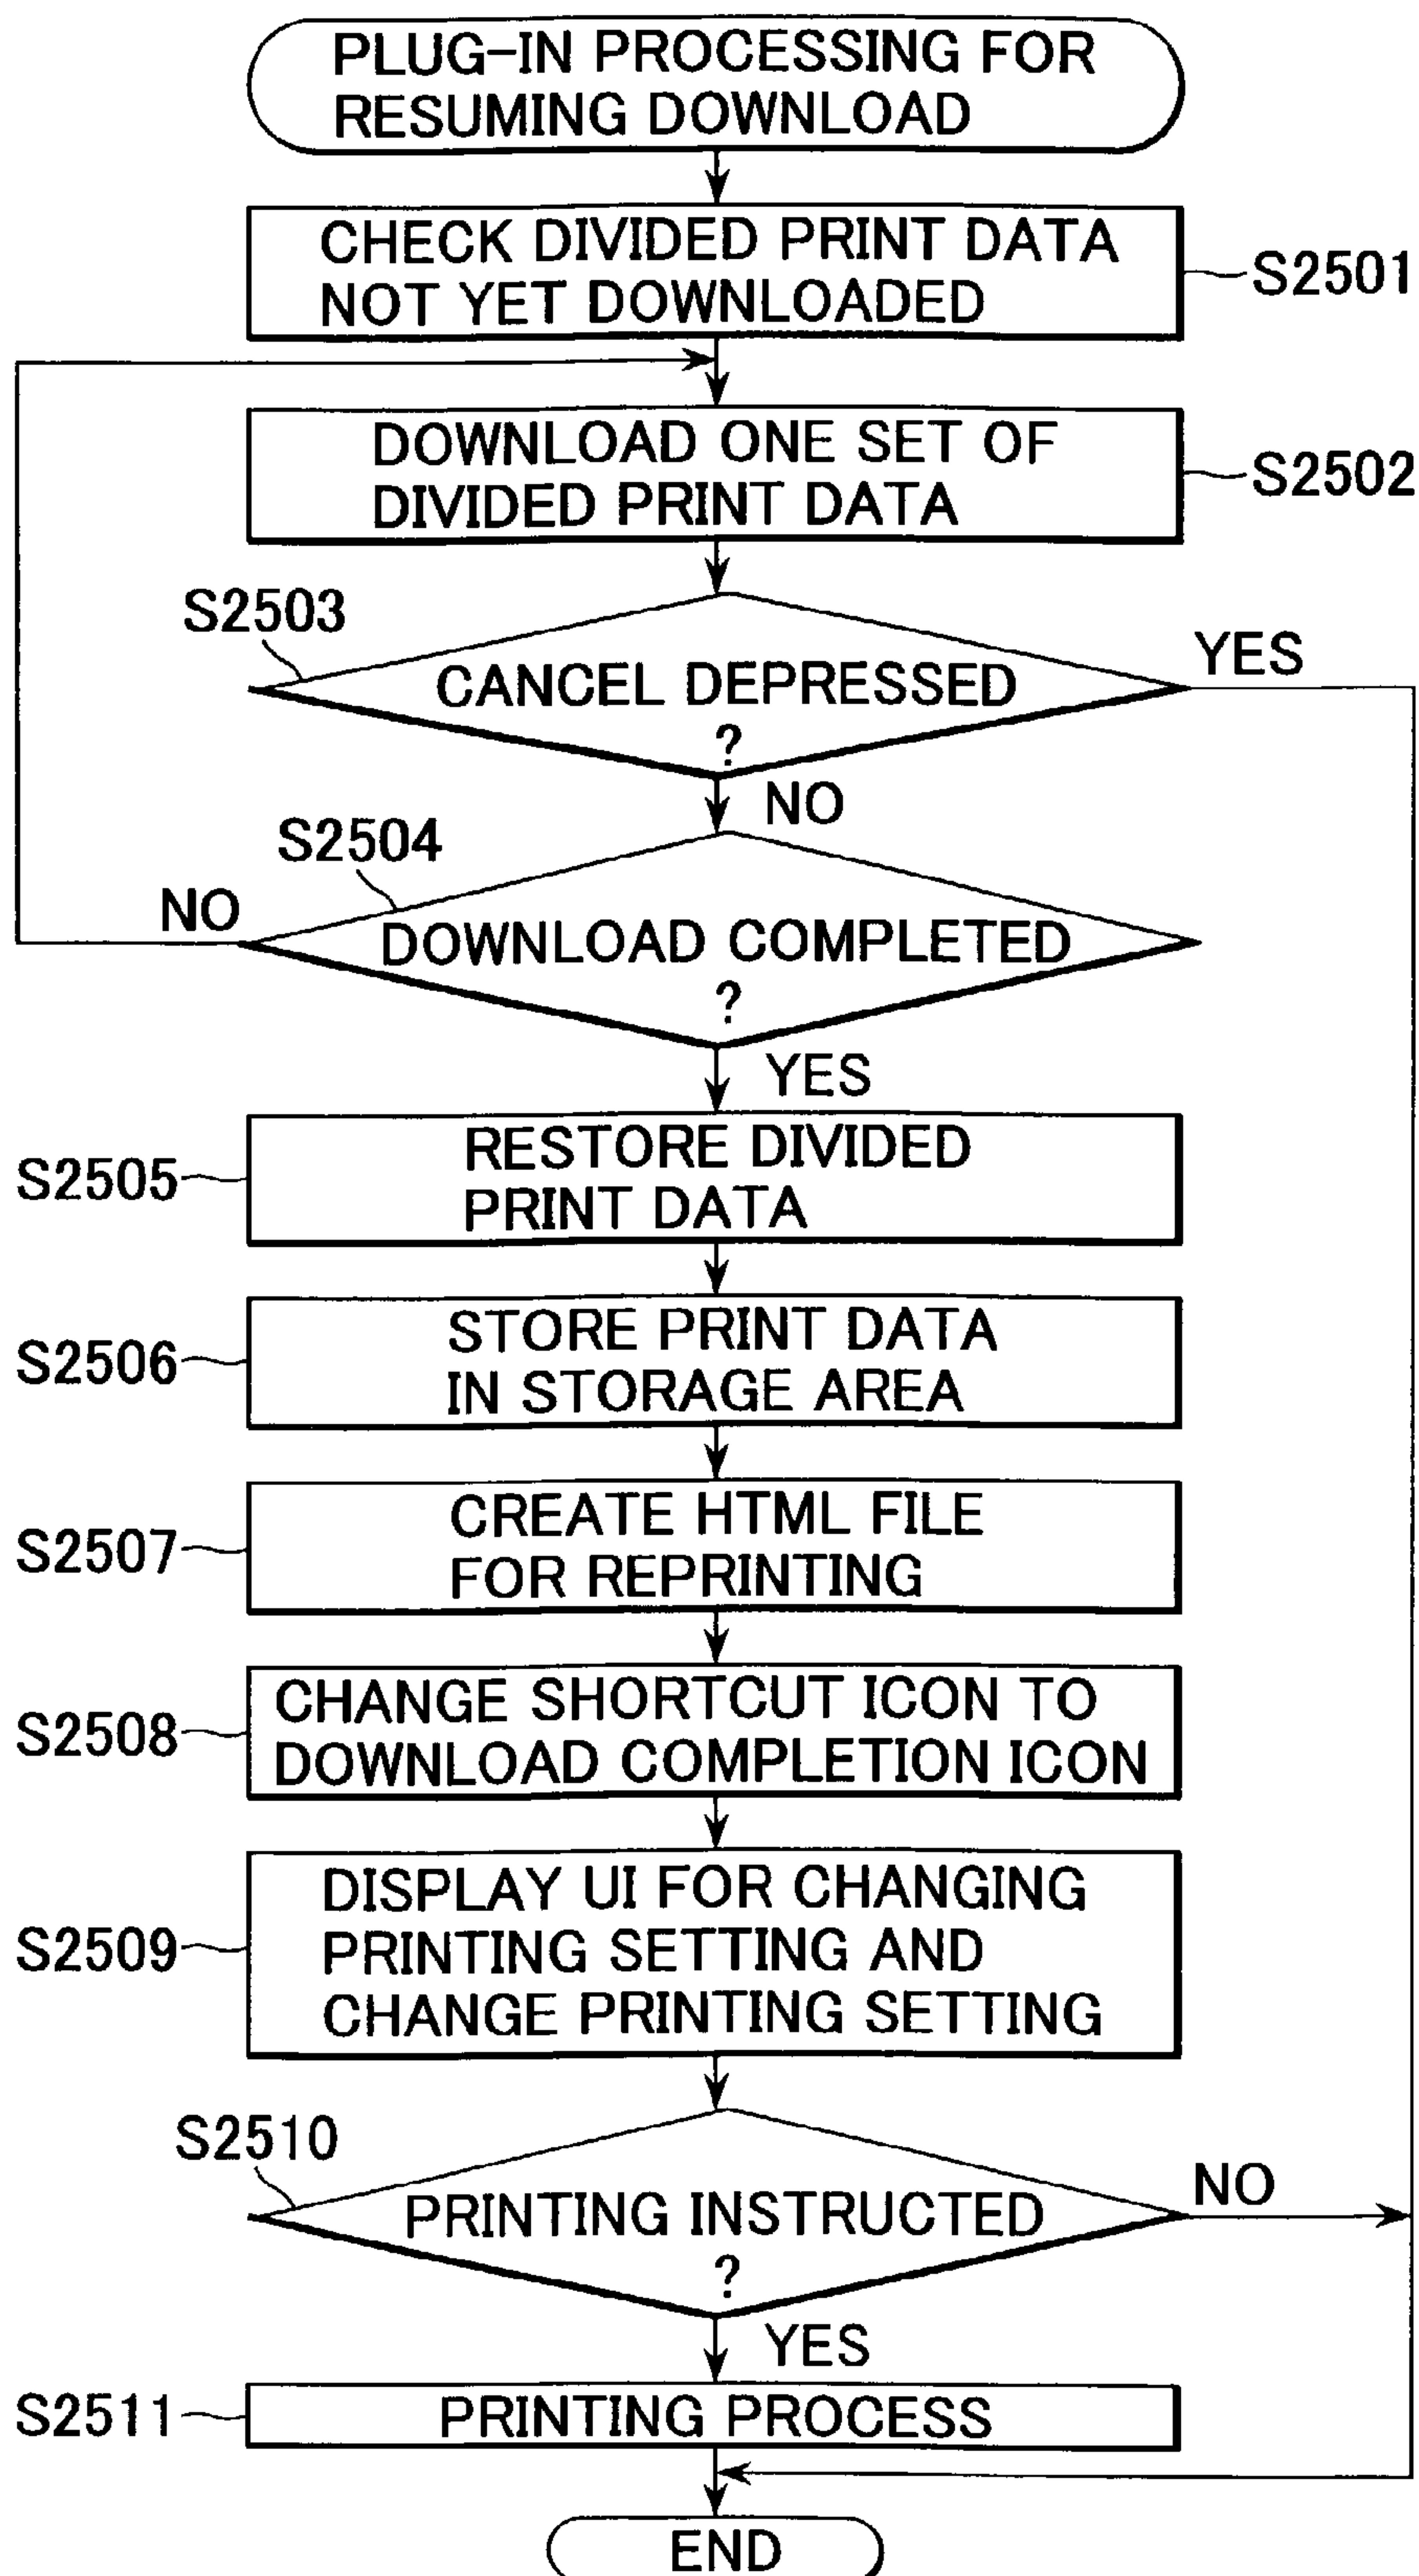 PLUG-IN PROCESSING FOR
RESUMING DOWNLOAD
CHECK DIVIDED PRINT DATA
NOT YET DOWNLOADED
S2501
DOWNLOAD ONE SET OF
DIVIDED PRINT DATA
S2502
S2503
CANCEL DEPRESSED
?
YES
NO
S2504
NO
DOWNLOAD COMPLETED
?
YES
S2505
RESTORE DIVIDED
PRINT DATA
S2506
STORE PRINT DATA
IN STORAGE AREA
S2507
CREATE HTML FILE
FOR REPRINTING
S2508
CHANGE SHORTCUT ICON TO
DOWNLOAD COMPLETION ICON
S2509
DISPLAY UI FOR CHANGING
PRINTING SETTING AND
CHANGE PRINTING SETTING
S2510
PRINTING INSTRUCTED
?
NO
YES
S2511
PRINTING PROCESS
END